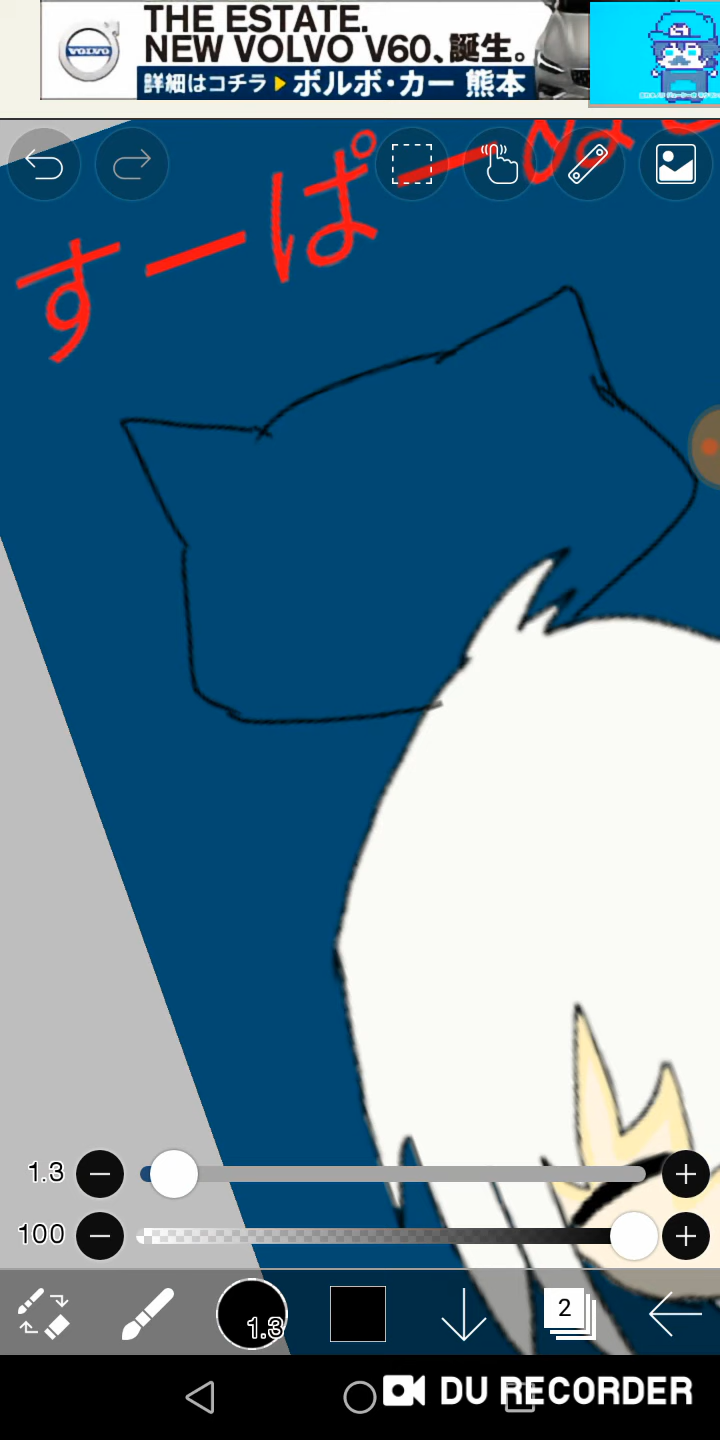 THE ESTATE.
NEW VOLVO V60、誕生。
VOLVO
詳細はコチラ ボルボ・カー 熊本
すーぱー
1.3
100
1.3
2
DU RECORDER